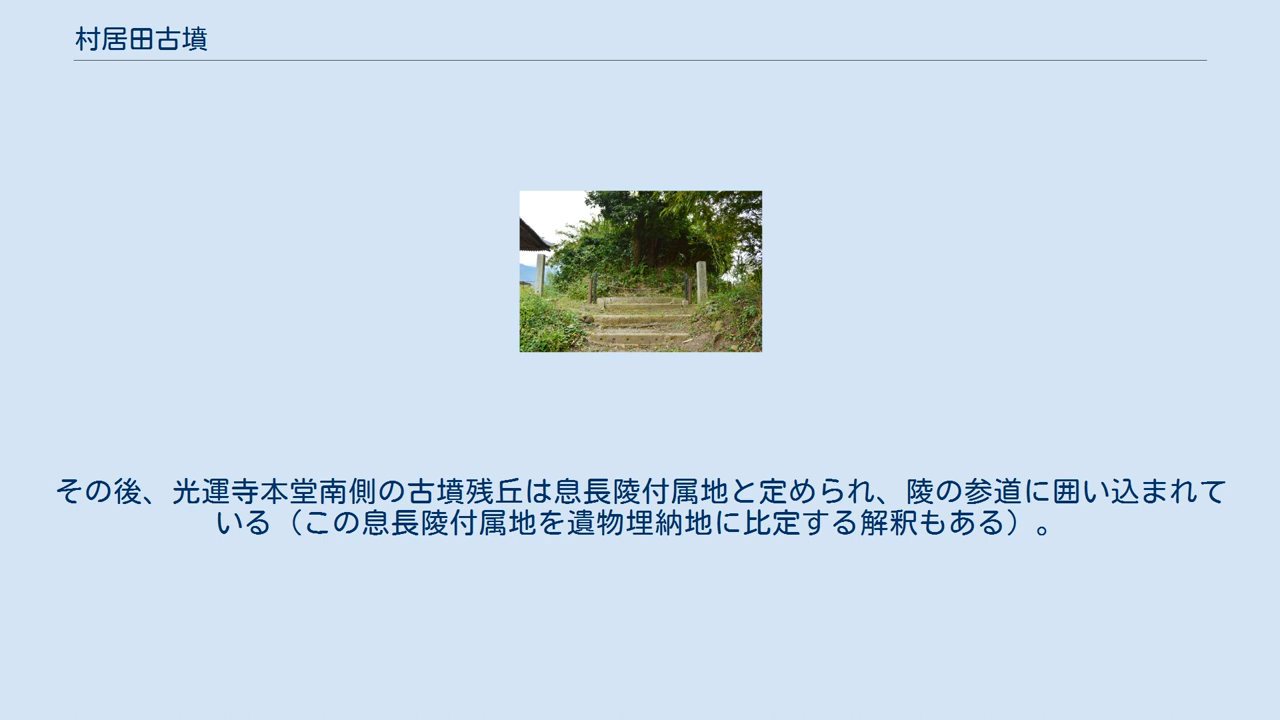 村居田古墳
その後、光運寺本堂南側の古墳残丘は息長陵付属地と定められ、陵の参道に囲い込まれて
いる（この息長陵付属地を遺物埋納地に比定する解釈もある）。